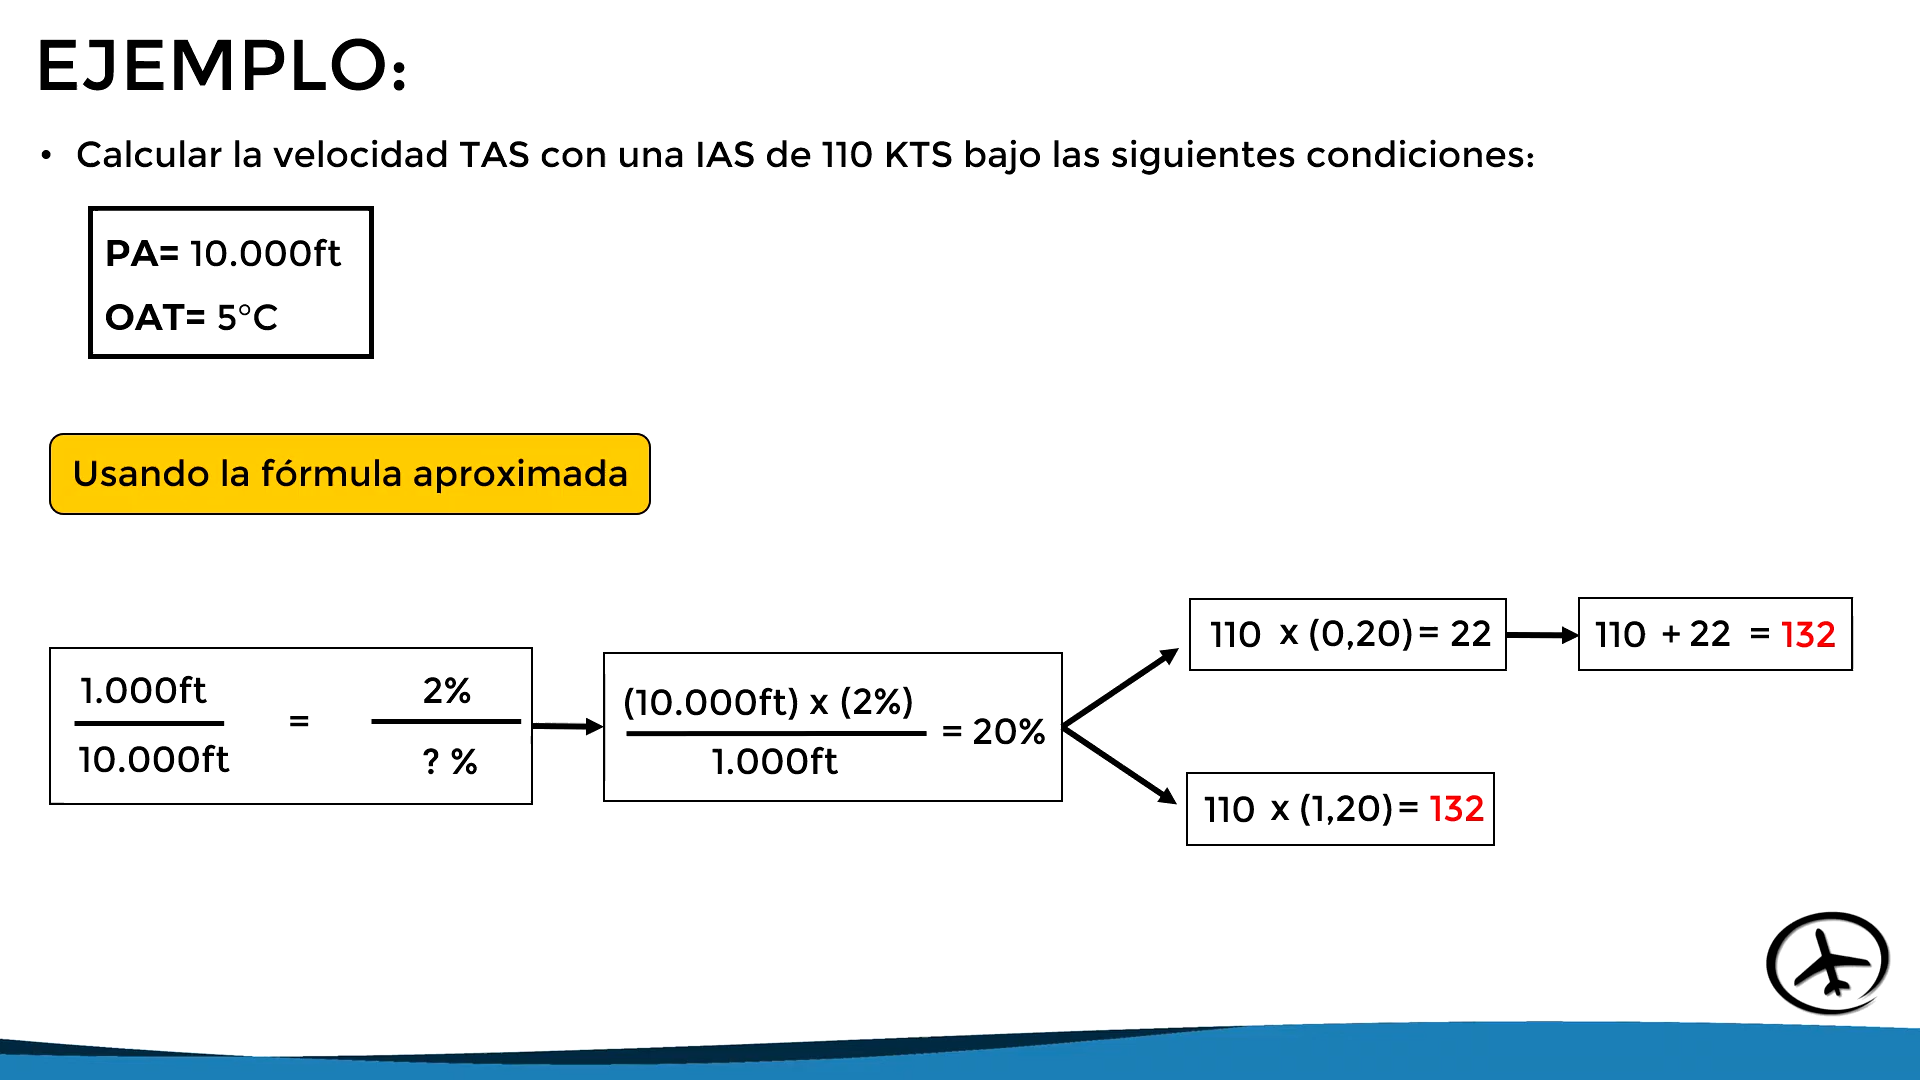 EJEMPLO:
• Calcular la velocidad TAS con una IAS de 110 KTS bajo las siguientes condiciones:
PA= 10.000ft
OAT= 5°C
Usando la fórmula aproximada
1.000ft
10.000ft
=
2%
? %
(10.000ft) x (2%)
1.000ft
= 20%
110 x (0,20) = 22
110 + 22 = 132
110 x (1,20) = 132